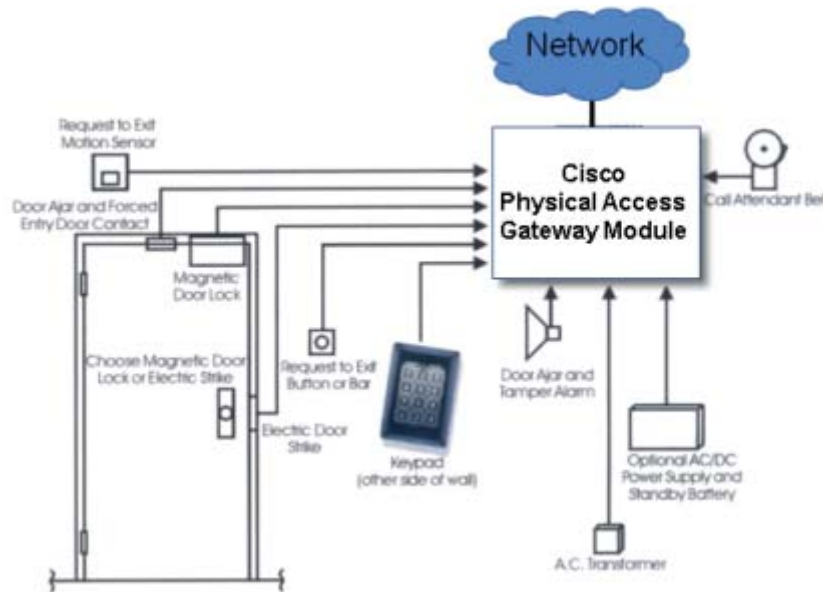 Network
Request to Exit
Motion Sensor
Cisco
Physical Access
Gateway Module
Call Attendant Bell
Door Ajar and Forced
Entry Door Contact
Magnetic
Door Lock
Choose Magnetic Door
Lock or Electric Strike
Request to Exit
Button or Bar
Door Ajar and
Tamper Alarm
Electric Door
Strike
Keypad
(other side of wall)
Optional AC/DC
Power Supply and
Standby Battery
A.C. Transformer